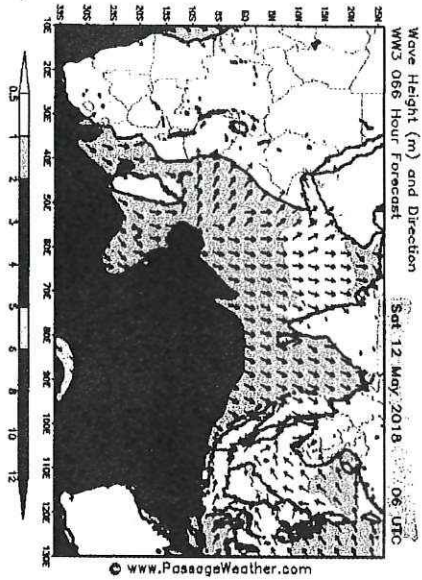 Wave Height (m) and Direction
WW3 066 Hour Forecast Sat 12 May 2018 06 UTC
25N
20N
15N
10N
5N
EQ
5S
10S
15S
20S
25S
30S
35S
10E 20E 30E 40E 50E 60E 70E 80E 90E 100E 110E 120E 130E
0.5 1 2 3 4 5 6 8 10 12
© www.PassageWeather.com